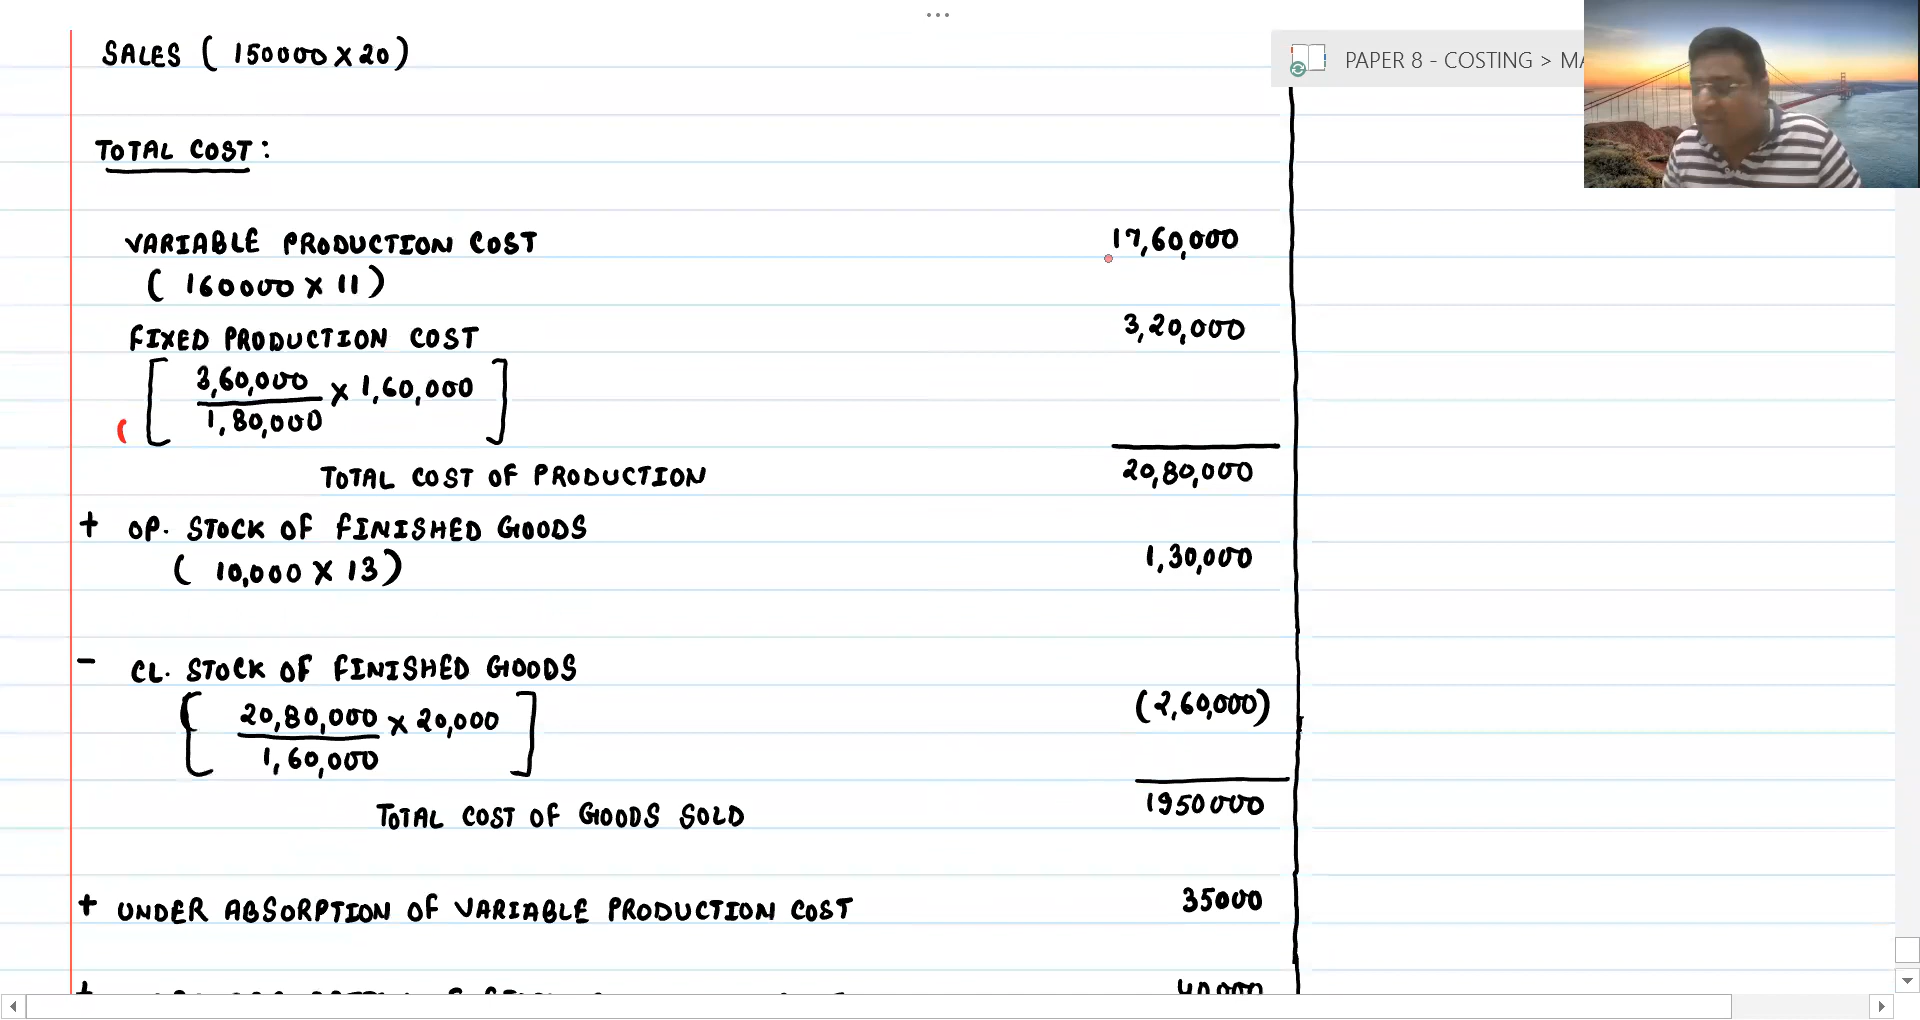 SALES ( 150000 X 20 )
PAPER 8 - COSTING > MA
TOTAL COST :
VARIABLE PRODUCTION COST 17,60,000
( 160000 X 11 )
FIXED PRODUCTION COST 3,20,000
[ 3,60,000 / 1,80,000 X 1,60,000 ]
TOTAL COST OF PRODUCTION 20,80,000
+ OP. STOCK OF FINISHED GOODS
( 10,000 X 13 ) 1,30,000
- CL. STOCK OF FINISHED GOODS
[ 20,80,000 / 1,60,000 X 20,000 ] (2,60,000)
TOTAL COST OF GOODS SOLD 1950000
+ UNDER ABSORPTION OF VARIABLE PRODUCTION COST 35000
+ 40,000